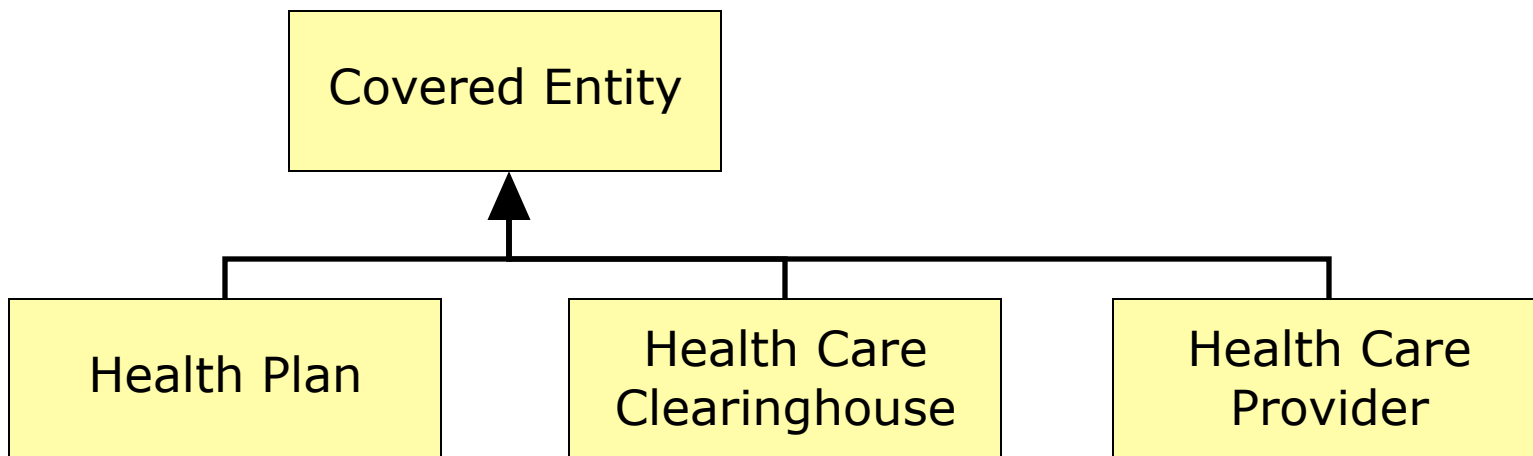 Covered Entity
Health Plan
Health Care
Clearinghouse
Health Care
Provider